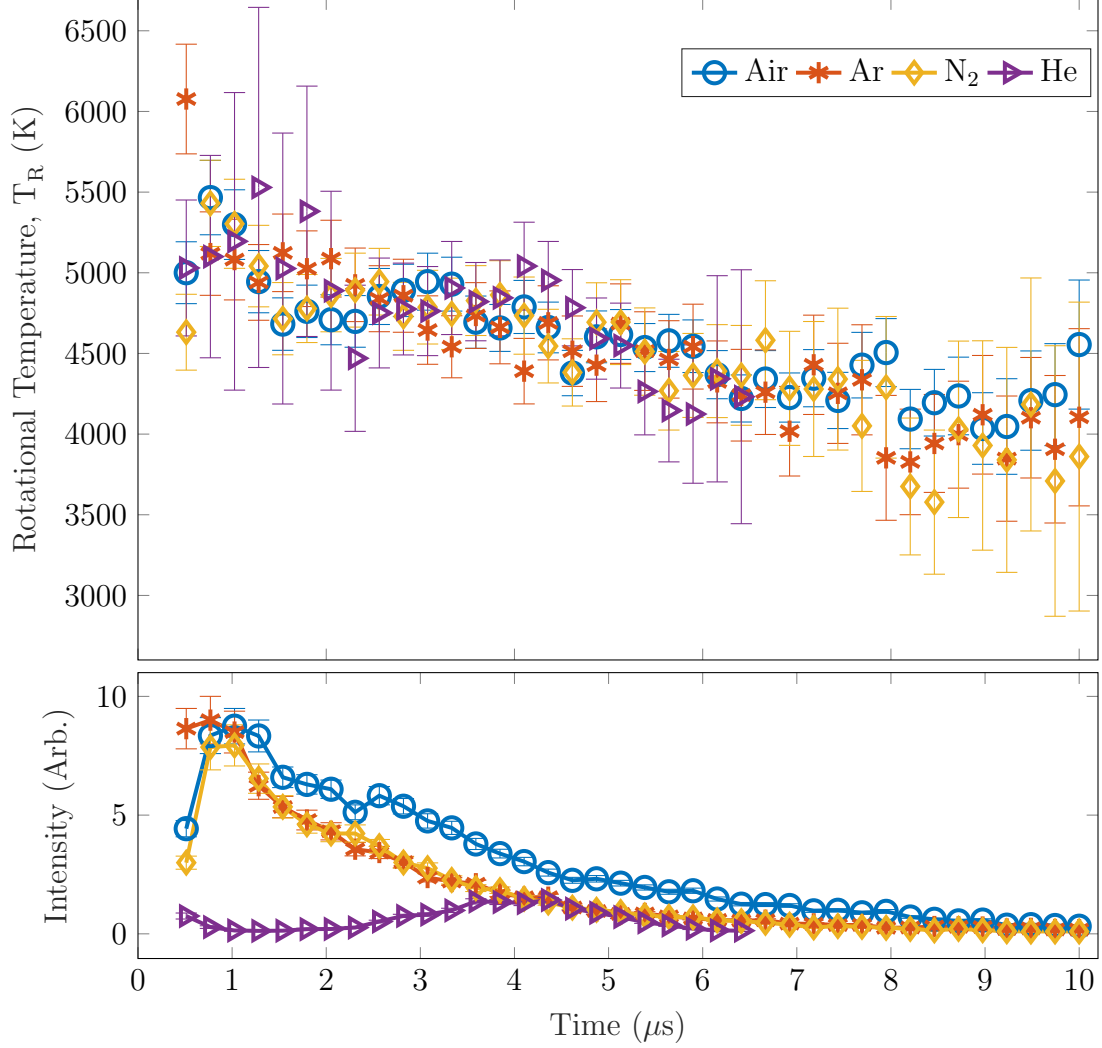 6500
6000
5500
5000
4500
4000
3500
3000
Rotational Temperature, T_R (K)
Air Ar N₂ He
10
5
0
Intensity (Arb.)
0 1 2 3 4 5 6 7 8 9 10
Time (μs)